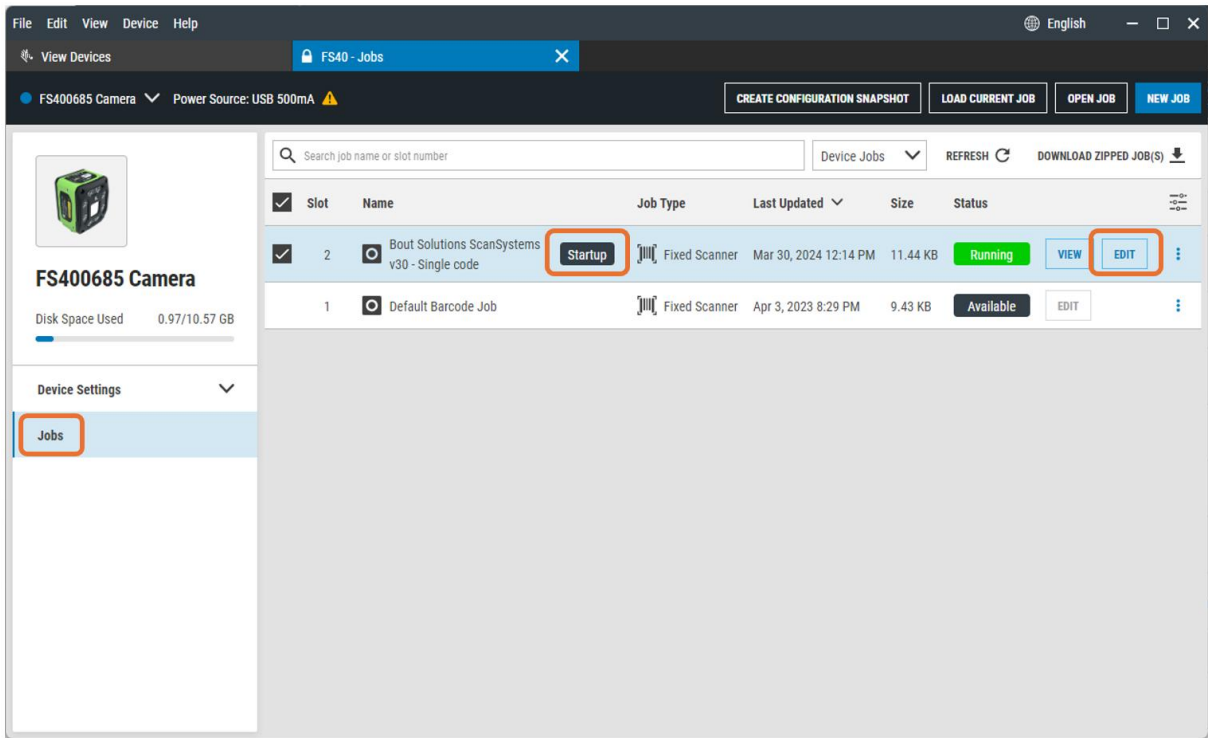 File Edit View Device Help English
View Devices FS40 - Jobs
FS400685 Camera Power Source: USB 500mA CREATE CONFIGURATION SNAPSHOT LOAD CURRENT JOB OPEN JOB NEW JOB
Search job name or slot number Device Jobs REFRESH DOWNLOAD ZIPPED JOB(S)
Slot Name Job Type Last Updated Size Status
2 Bout Solutions ScanSystems
v30 - Single code Startup Fixed Scanner Mar 30, 2024 12:14 PM 11.44 KB Running VIEW EDIT
1 Default Barcode Job Fixed Scanner Apr 3, 2023 8:29 PM 9.43 KB Available EDIT
FS400685 Camera
Disk Space Used 0.97/10.57 GB
Device Settings
Jobs